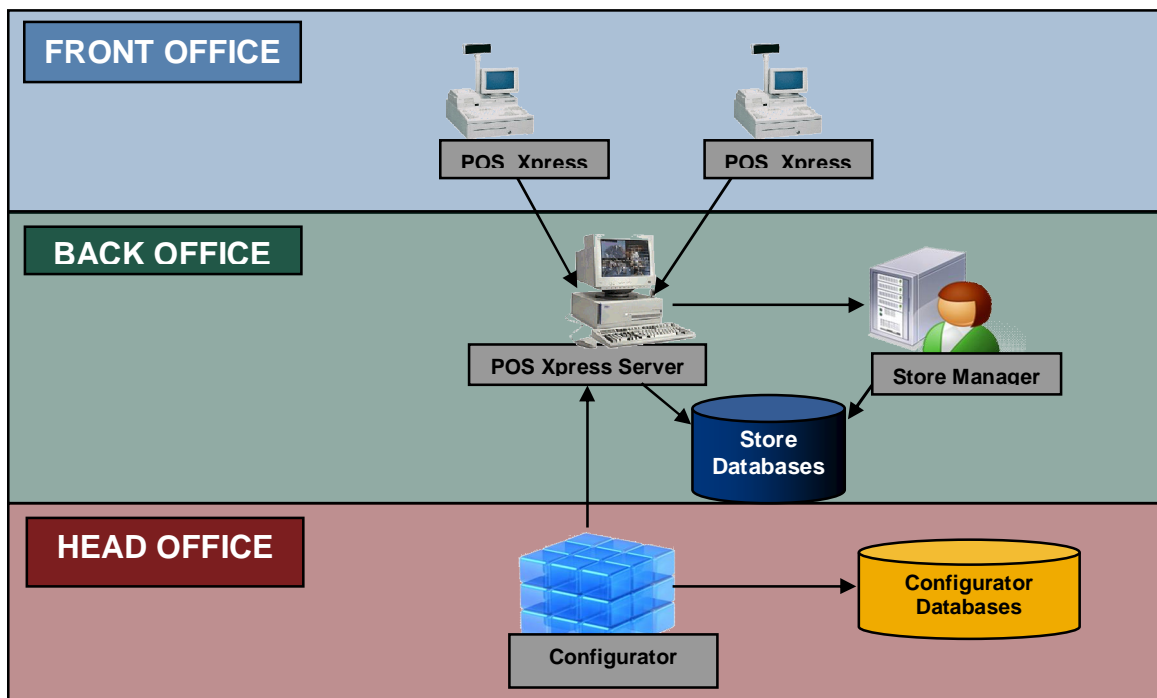 FRONT OFFICE
POS Xpress
POS Xpress
BACK OFFICE
POS Xpress Server
Store Manager
Store
Databases
HEAD OFFICE
Configurator
Databases
Configurator